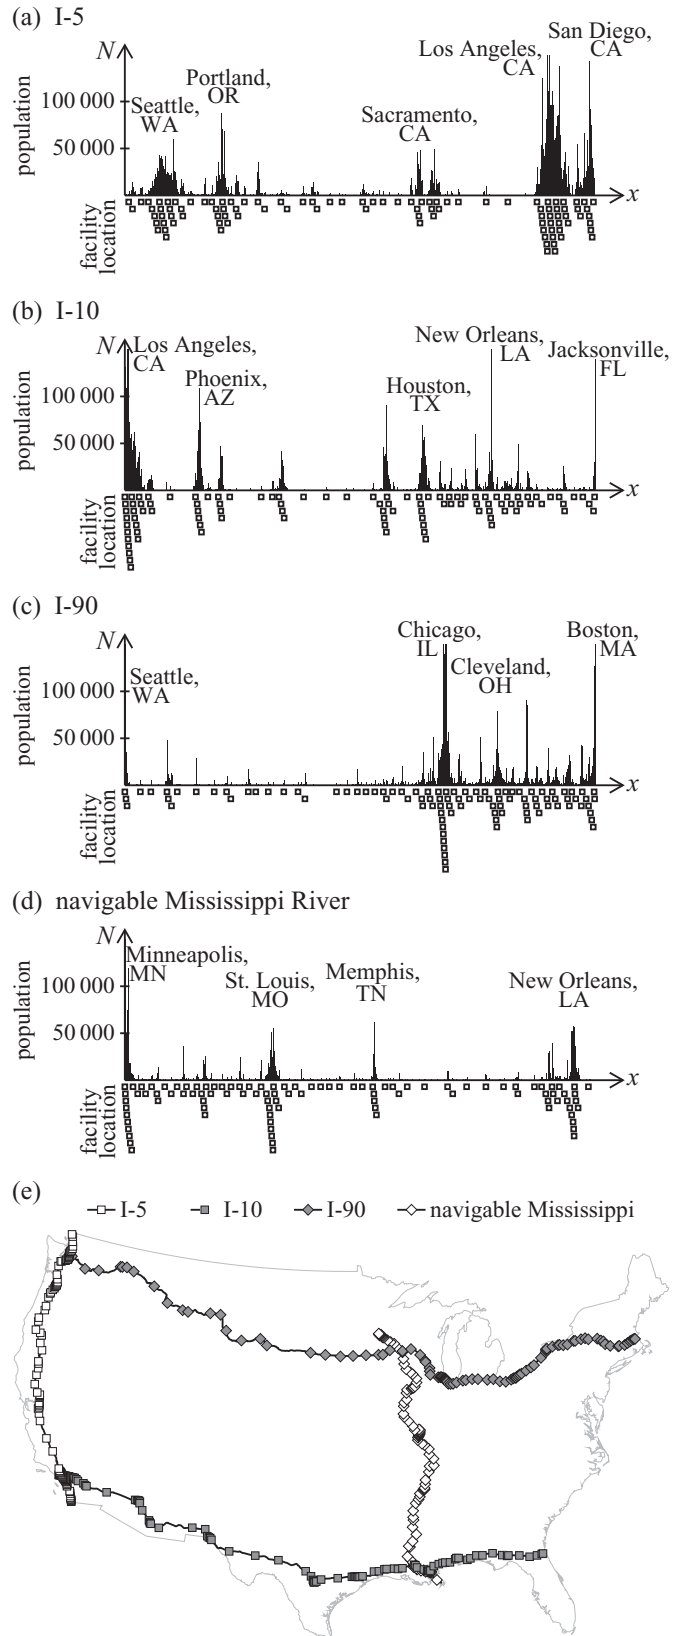 (a) I-5
N
population
100 000
50 000
Seattle,
WA
Portland,
OR
Sacramento,
CA
Los Angeles,
CA
San Diego,
CA
x
facility
location
(b) I-10
N
population
100 000
50 000
Los Angeles,
CA
Phoenix,
AZ
Houston,
TX
New Orleans,
LA
Jacksonville,
FL
x
facility
location
(c) I-90
N
population
100 000
50 000
Seattle,
WA
Chicago,
IL
Cleveland,
OH
Boston,
MA
x
facility
location
(d) navigable Mississippi River
N
population
100 000
50 000
Minneapolis,
MN
St. Louis,
MO
Memphis,
TN
New Orleans,
LA
x
facility
location
(e)
I-5 I-10 I-90 navigable Mississippi